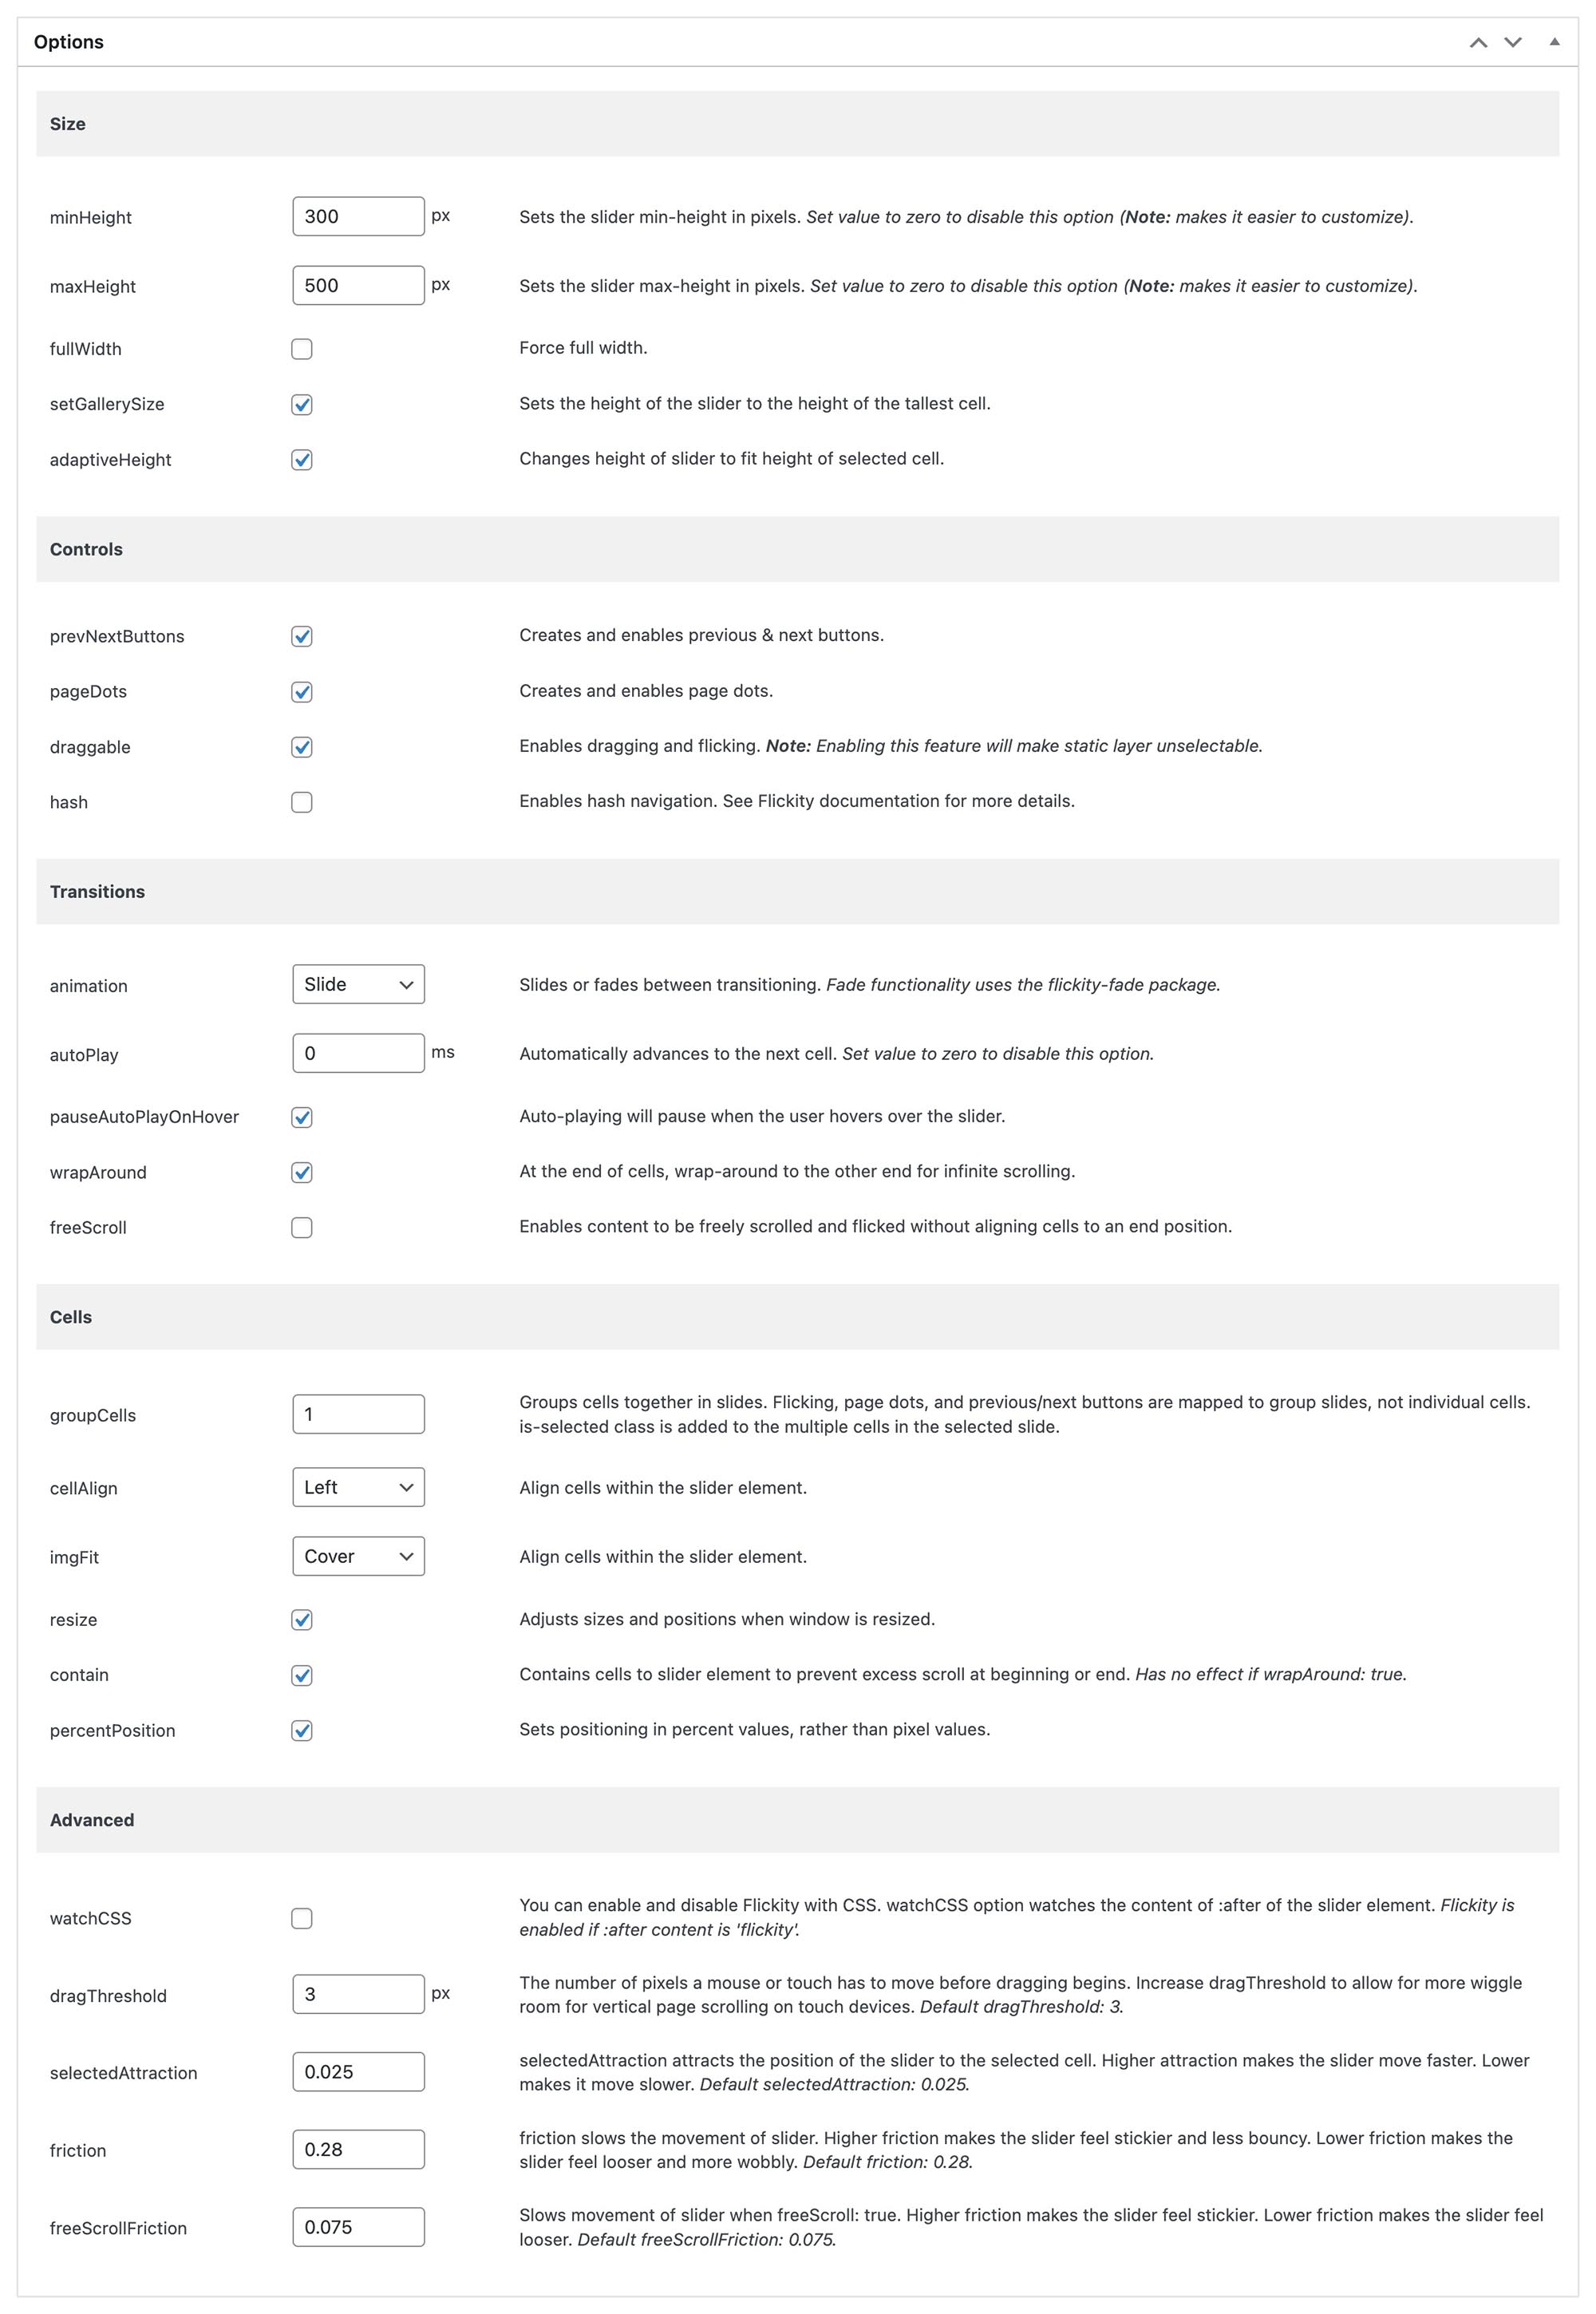 Options
Size
minHeight 300 px Sets the slider min-height in pixels. Set value to zero to disable this option (Note: makes it easier to customize).
maxHeight 500 px Sets the slider max-height in pixels. Set value to zero to disable this option (Note: makes it easier to customize).
fullWidth Force full width.
setGallerySize Sets the height of the slider to the height of the tallest cell.
adaptiveHeight Changes height of slider to fit height of selected cell.
Controls
prevNextButtons Creates and enables previous & next buttons.
pageDots Creates and enables page dots.
draggable Enables dragging and flicking. Note: Enabling this feature will make static layer unselectable.
hash Enables hash navigation. See Flickity documentation for more details.
Transitions
animation Slide Slides or fades between transitioning. Fade functionality uses the flickity-fade package.
autoPlay 0 ms Automatically advances to the next cell. Set value to zero to disable this option.
pauseAutoPlayOnHover Auto-playing will pause when the user hovers over the slider.
wrapAround At the end of cells, wrap-around to the other end for infinite scrolling.
freeScroll Enables content to be freely scrolled and flicked without aligning cells to an end position.
Cells
groupCells 1 Groups cells together in slides. Flicking, page dots, and previous/next buttons are mapped to group slides, not individual cells.
is-selected class is added to the multiple cells in the selected slide.
cellAlign Left Align cells within the slider element.
imgFit Cover Align cells within the slider element.
resize Adjusts sizes and positions when window is resized.
contain Contains cells to slider element to prevent excess scroll at beginning or end. Has no effect if wrapAround: true.
percentPosition Sets positioning in percent values, rather than pixel values.
Advanced
watchCSS You can enable and disable Flickity with CSS. watchCSS option watches the content of :after of the slider element. Flickity is
enabled if :after content is 'flickity'.
dragThreshold 3 px The number of pixels a mouse or touch has to move before dragging begins. Increase dragThreshold to allow for more wiggle
room for vertical page scrolling on touch devices. Default dragThreshold: 3.
selectedAttraction 0.025 selectedAttraction attracts the position of the slider to the selected cell. Higher attraction makes the slider move faster. Lower
makes it move slower. Default selectedAttraction: 0.025.
friction 0.28 friction slows the movement of slider. Higher friction makes the slider feel stickier and less bouncy. Lower friction makes the
slider feel looser and more wobbly. Default friction: 0.28.
freeScrollFriction 0.075 Slows movement of slider when freeScroll: true. Higher friction makes the slider feel stickier. Lower friction makes the slider feel
looser. Default freeScrollFriction: 0.075.